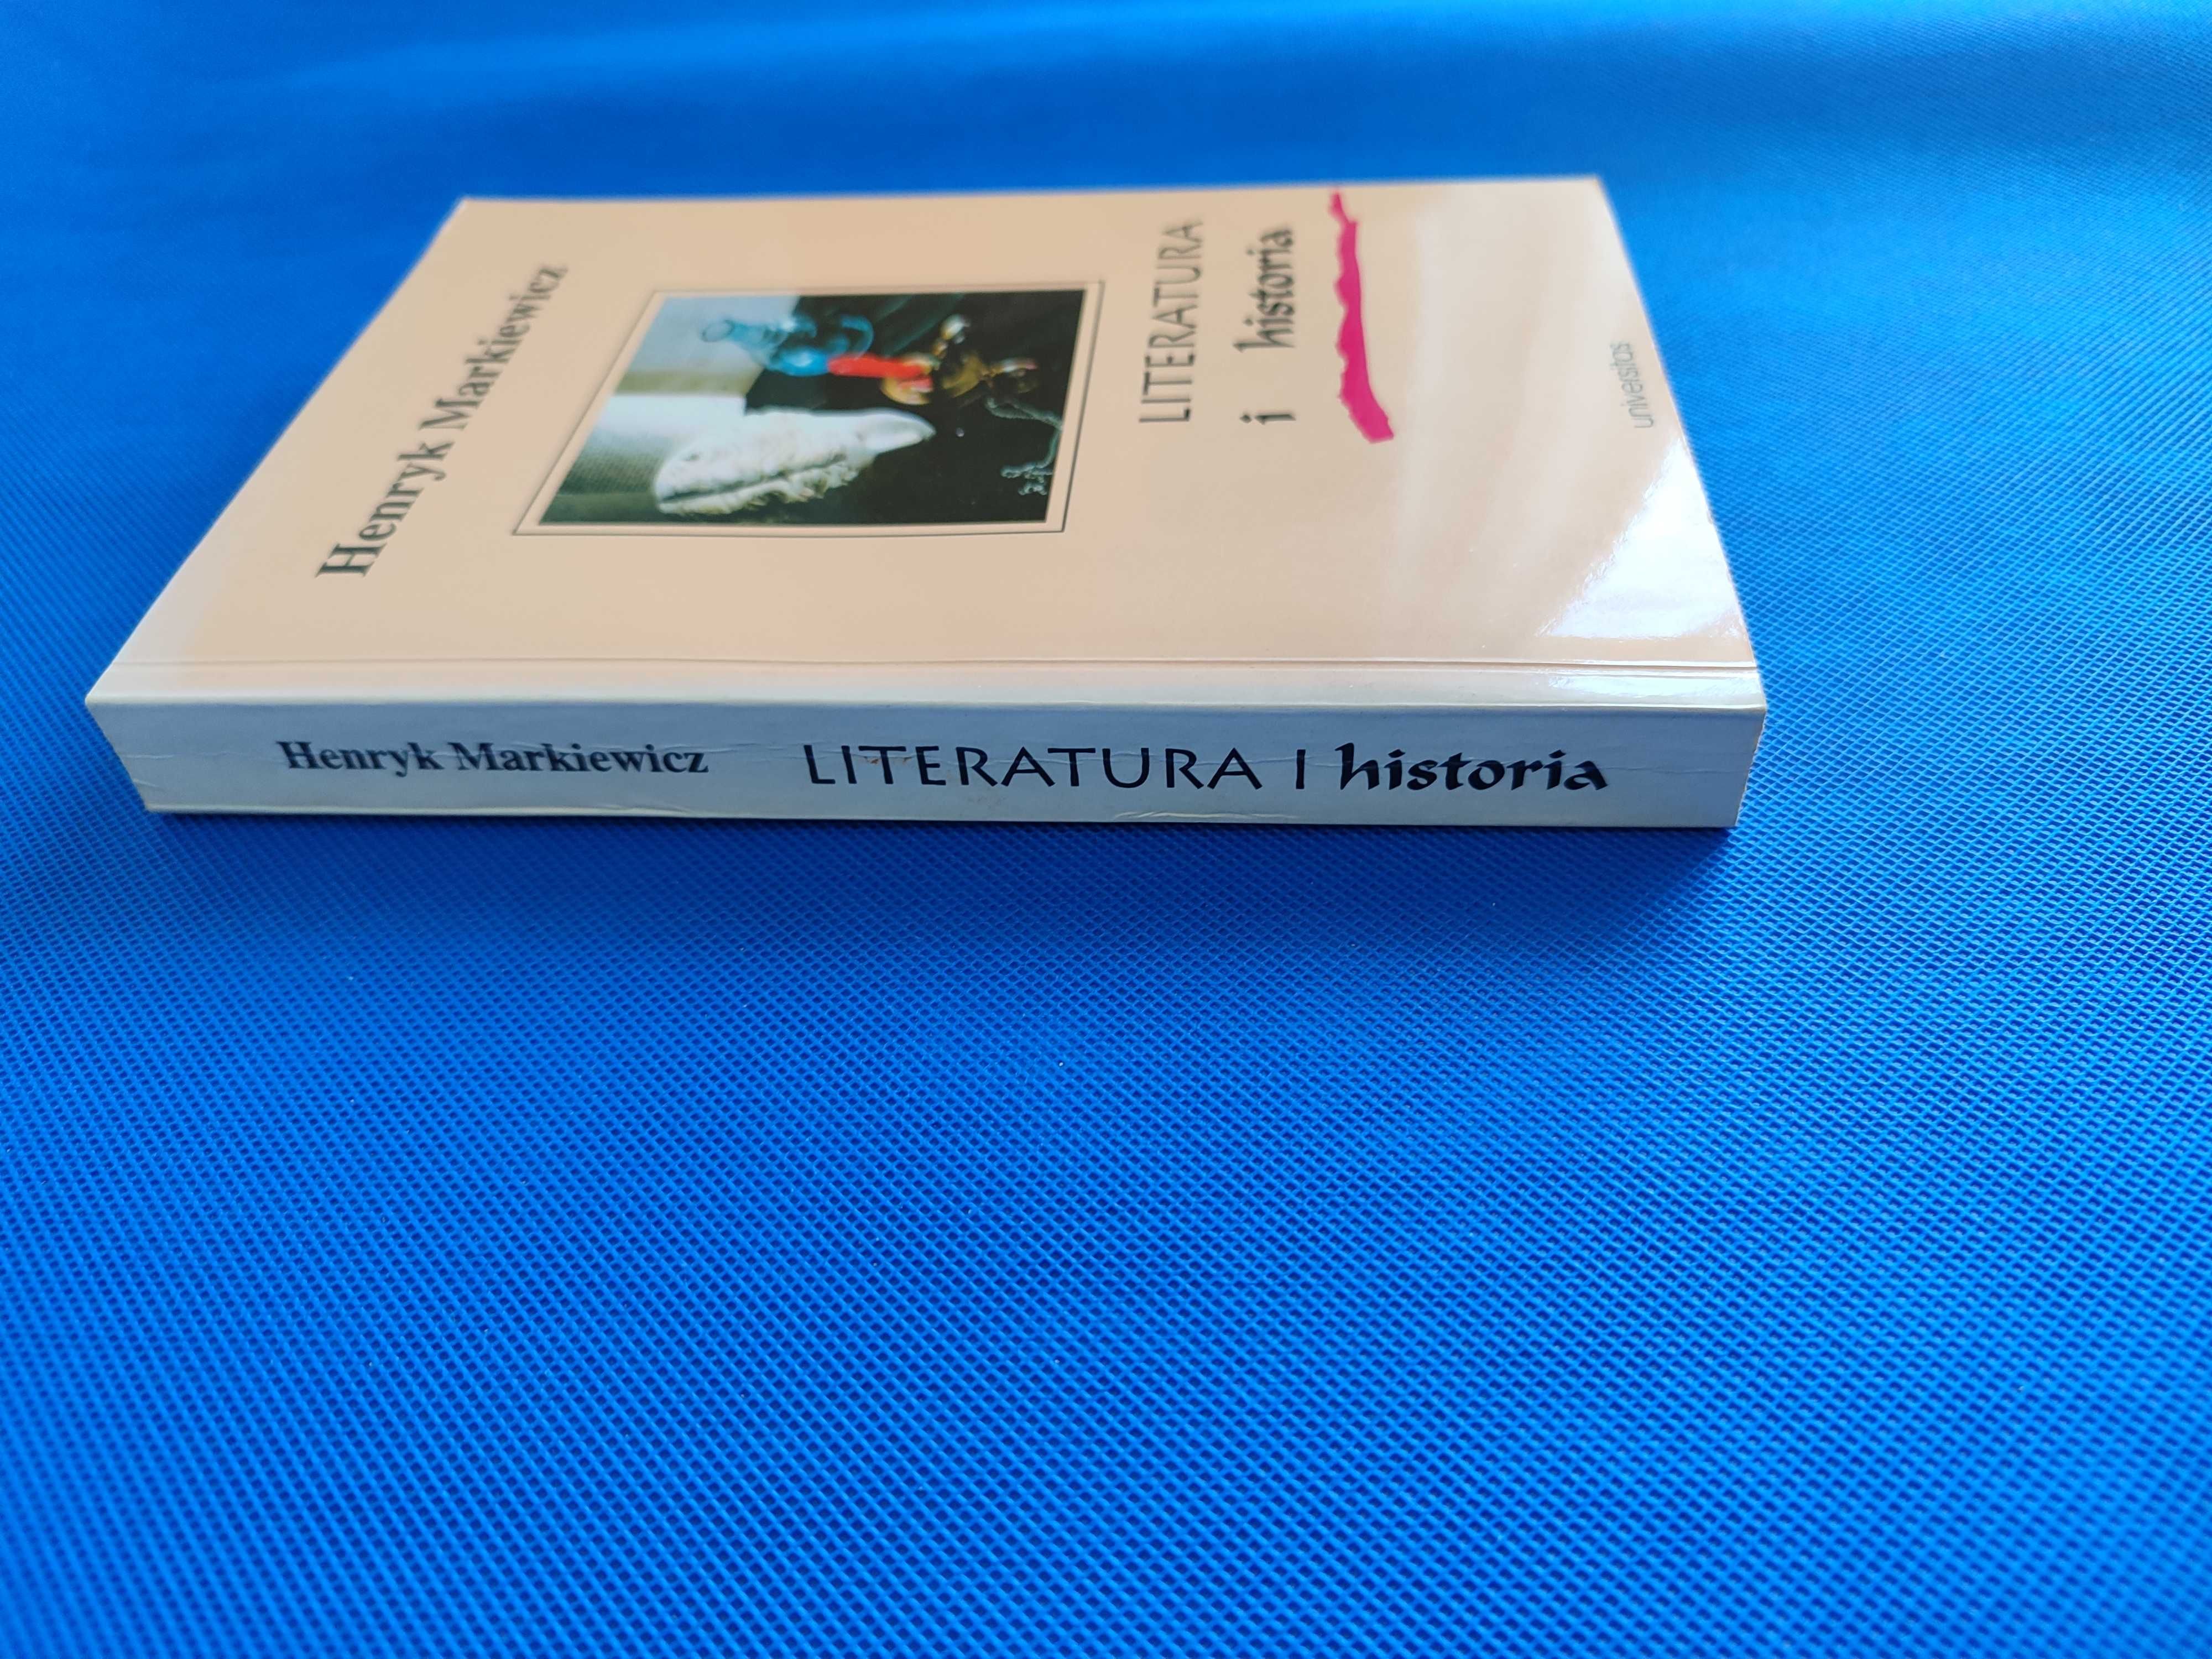 Henryk Markiewicz
LITERATURA
i historia
universitas
Henryk Markiewicz LITERATURA I historia